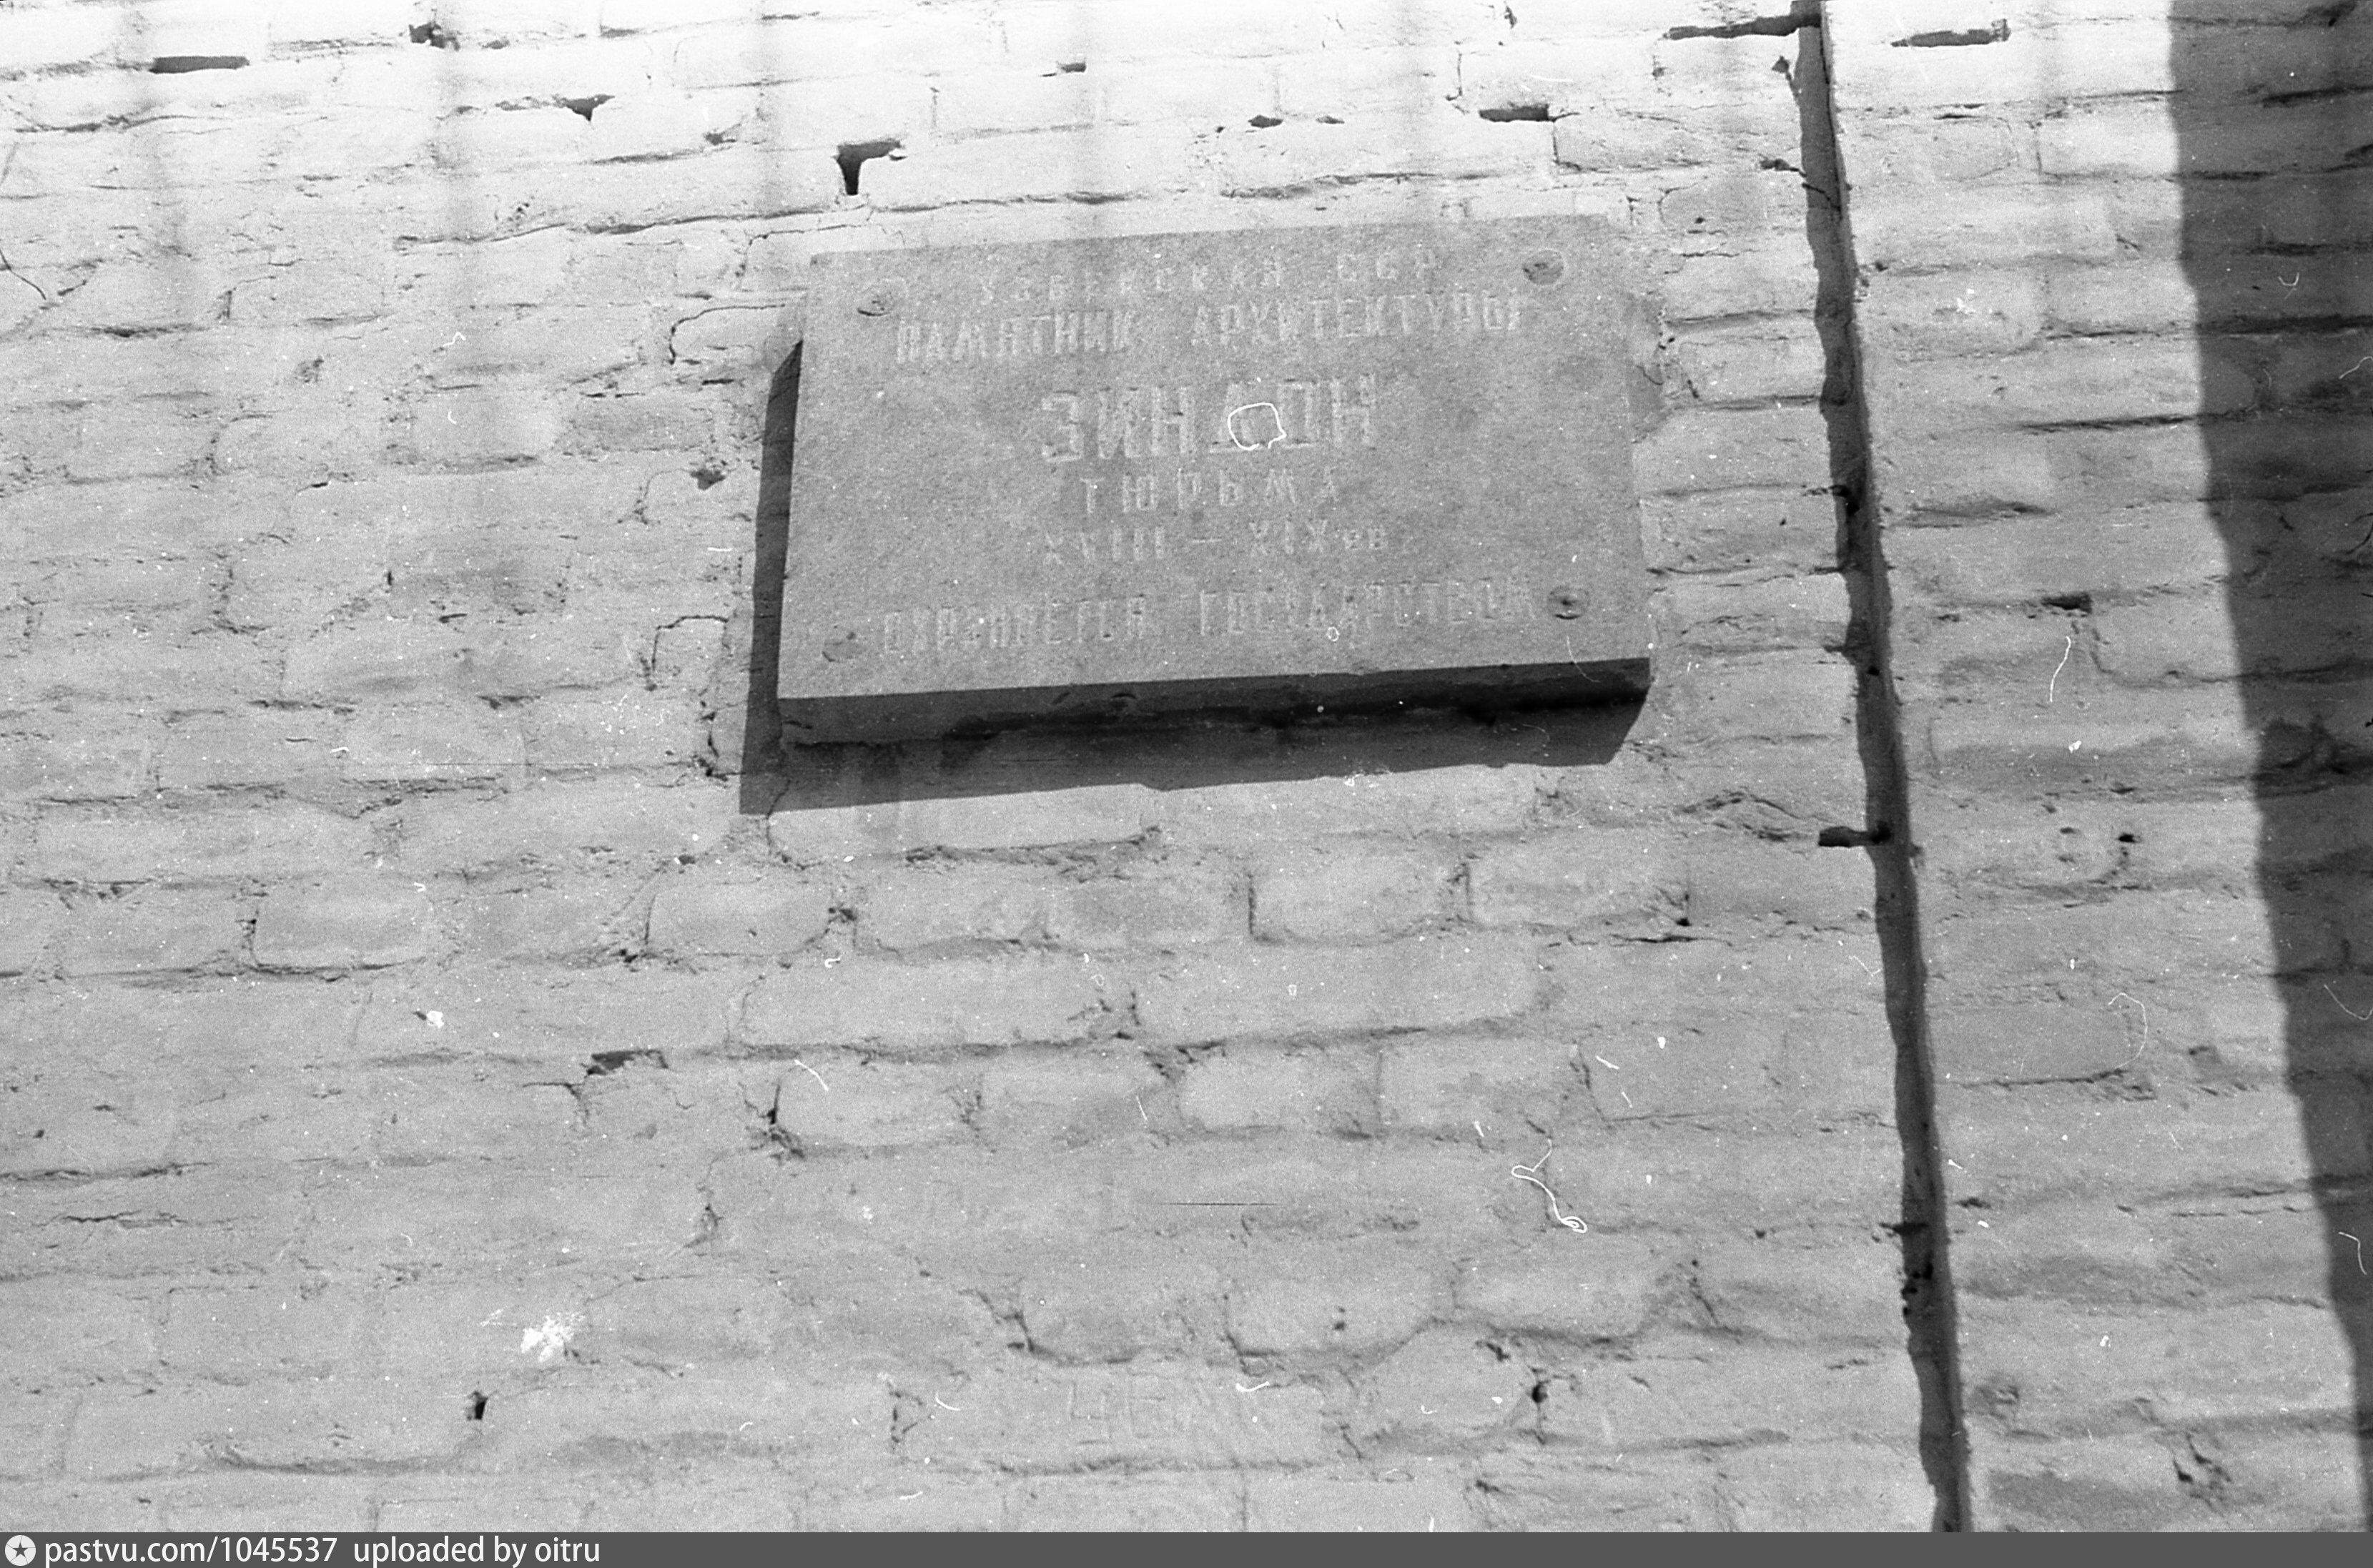 УЗБЕКСКАЯ ССР
ПАМЯТНИК АРХИТЕКТУРЫ
ЗИНДАН
ТЮРЬМА
XVIII – XIX вв.
ОХРАНЯЕТСЯ ГОСУДАРСТВОМ
pastvu.com/1045537 uploaded by oitru